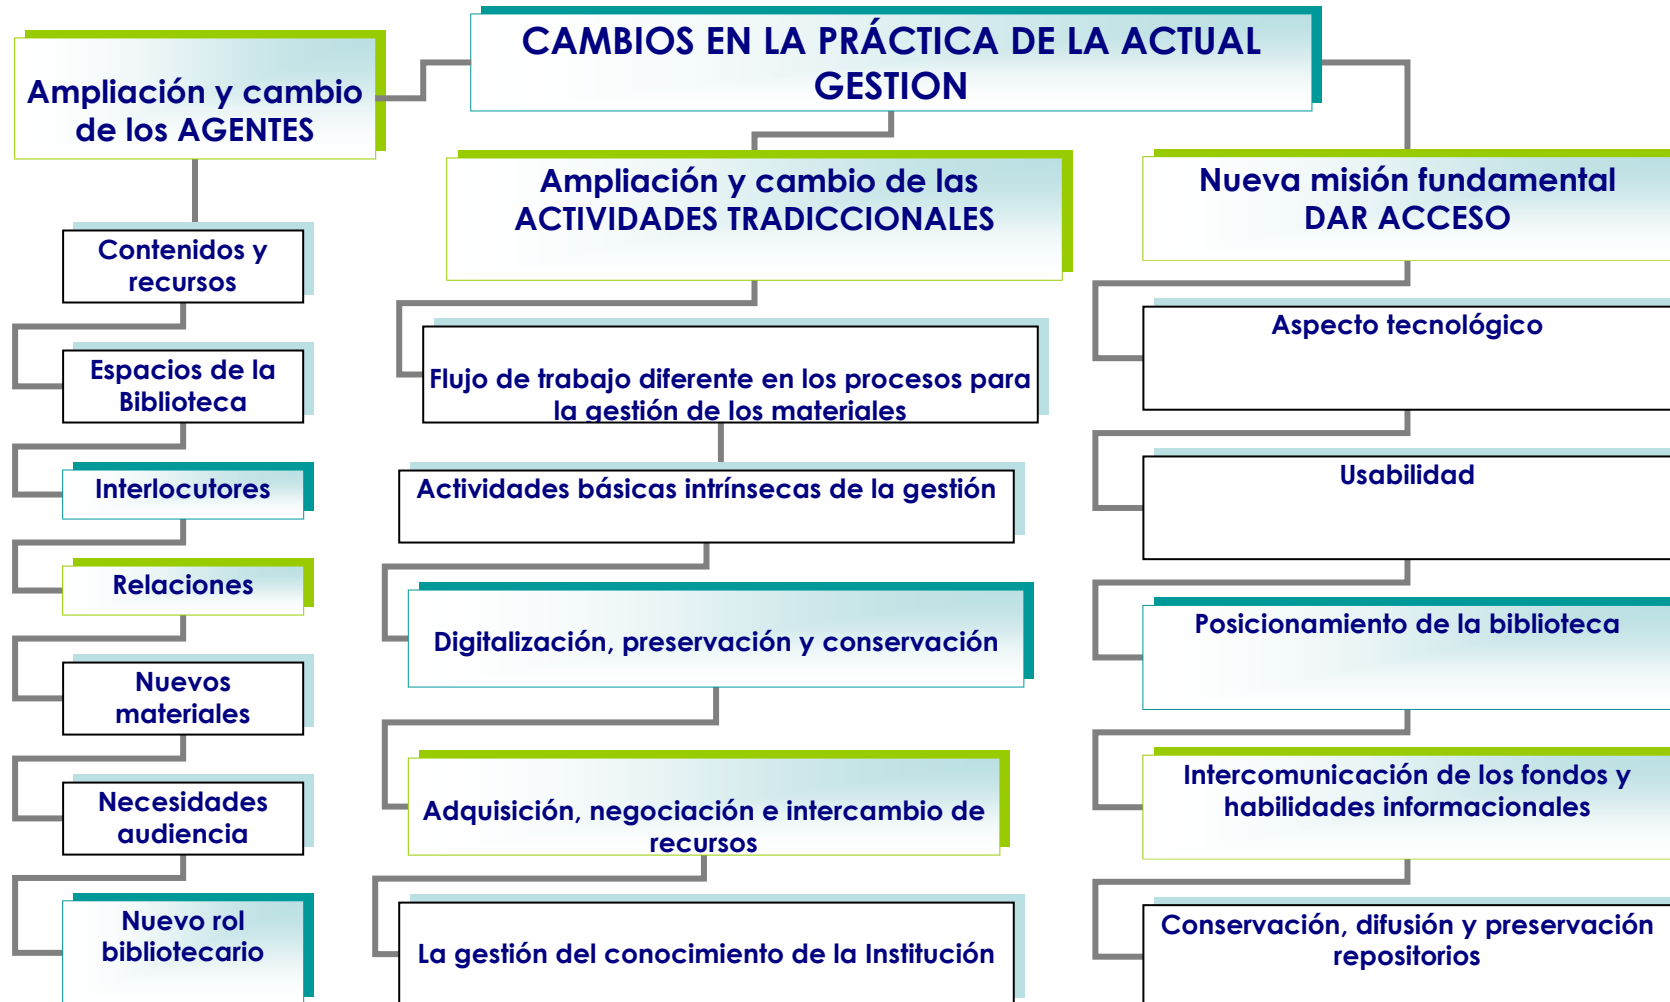 CAMBIOS EN LA PRÁCTICA DE LA ACTUAL
GESTION
Ampliación y cambio
de los AGENTES
Contenidos y
recursos
Espacios de la
Biblioteca
Interlocutores
Relaciones
Nuevos
materiales
Necesidades
audiencia
Nuevo rol
bibliotecario
Ampliación y cambio de las
ACTIVIDADES TRADICCIONALES
Flujo de trabajo diferente en los procesos para
la gestión de los materiales
Actividades básicas intrínsecas de la gestión
Digitalización, preservación y conservación
Adquisición, negociación e intercambio de
recursos
La gestión del conocimiento de la Institución
Nueva misión fundamental
DAR ACCESO
Aspecto tecnológico
Usabilidad
Posicionamiento de la biblioteca
Intercomunicación de los fondos y
habilidades informacionales
Conservación, difusión y preservación
repositorios